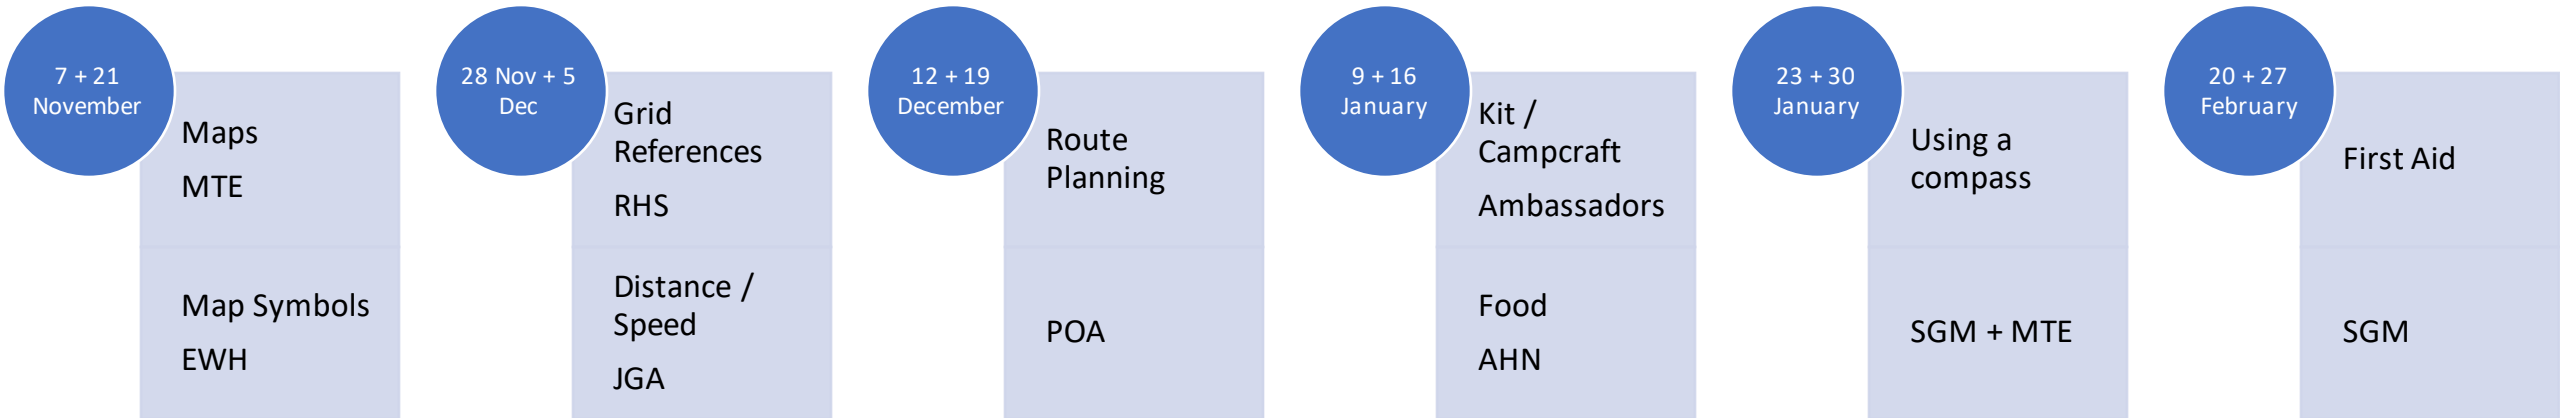 7 + 21
November
Maps
MTE
Map Symbols
EWH
28 Nov + 5
Dec
Grid
References
RHS
Distance /
Speed
JGA
12 + 19
December
Route
Planning
POA
9 + 16
January
Kit /
Campcraft
Ambassadors
Food
AHN
23 + 30
January
Using a
compass
SGM + MTE
20 + 27
February
First Aid
SGM